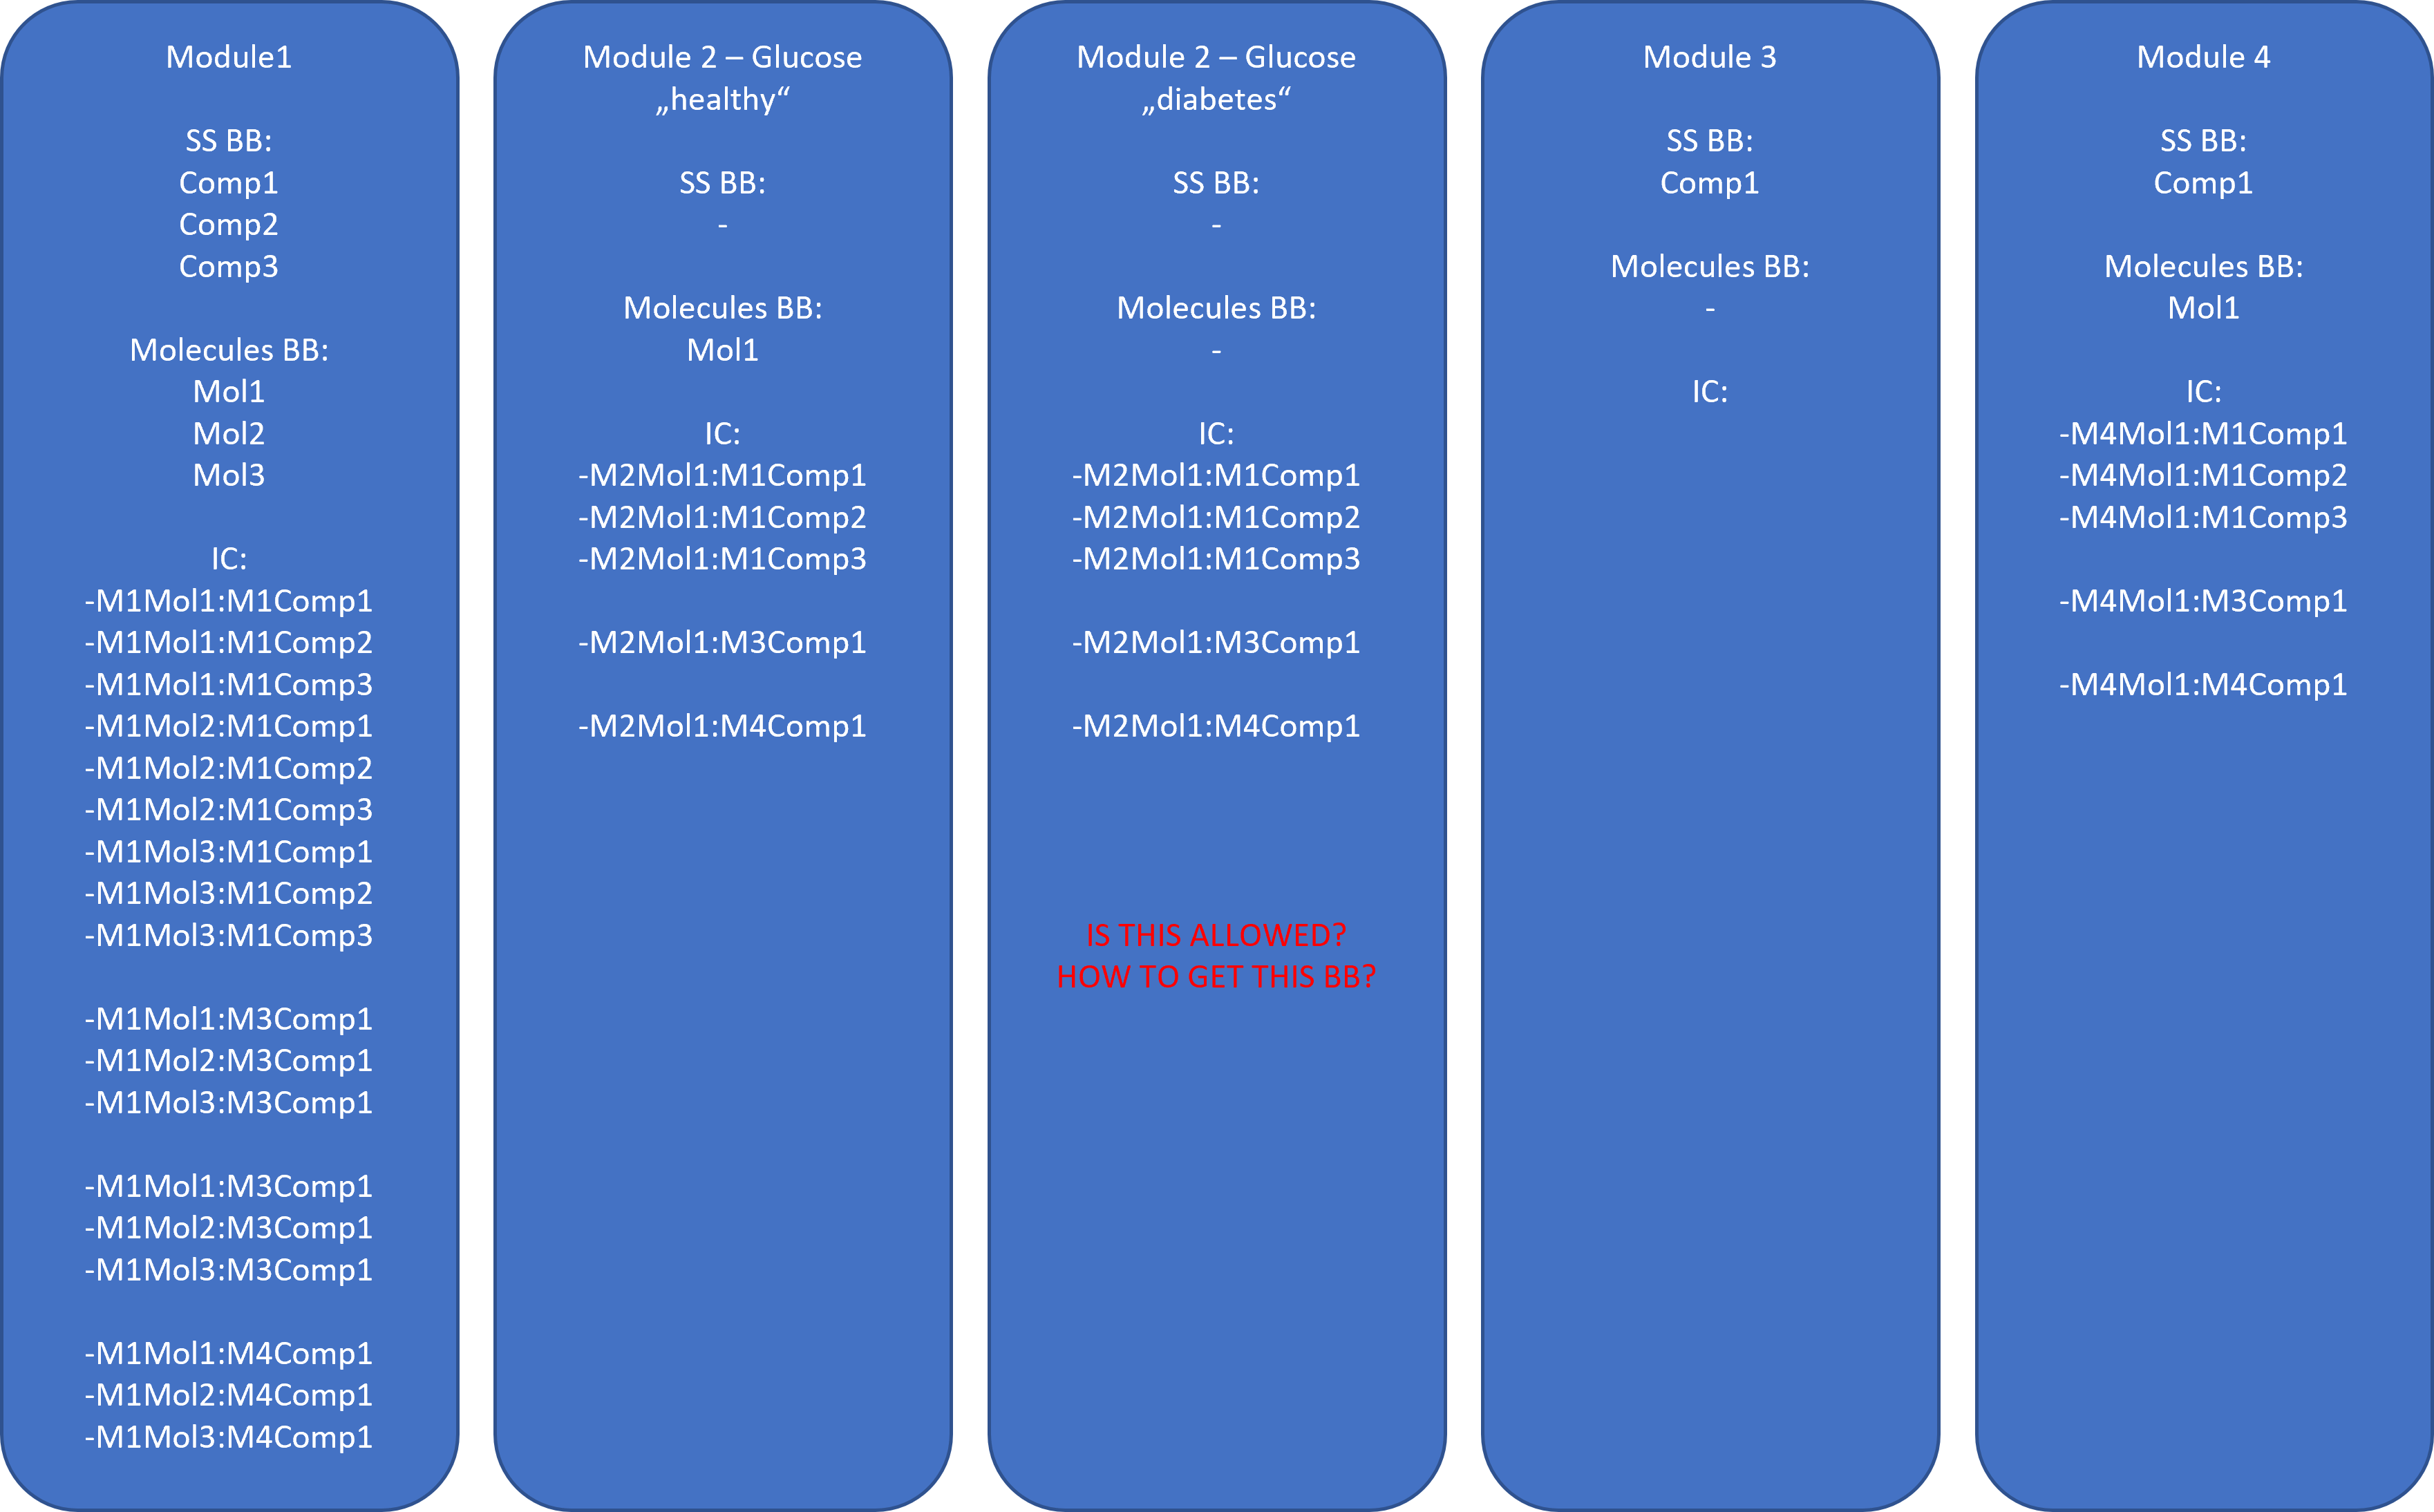 Module1
SS BB:
Comp1
Comp2
Comp3
Molecules BB:
Mol1
Mol2
Mol3
IC:
-M1Mol1:M1Comp1
-M1Mol1:M1Comp2
-M1Mol1:M1Comp3
-M1Mol2:M1Comp1
-M1Mol2:M1Comp2
-M1Mol2:M1Comp3
-M1Mol3:M1Comp1
-M1Mol3:M1Comp2
-M1Mol3:M1Comp3
-M1Mol1:M3Comp1
-M1Mol2:M3Comp1
-M1Mol3:M3Comp1
-M1Mol1:M3Comp1
-M1Mol2:M3Comp1
-M1Mol3:M3Comp1
-M1Mol1:M4Comp1
-M1Mol2:M4Comp1
-M1Mol3:M4Comp1
Module 2 – Glucose
„healthy“
SS BB:
-
Molecules BB:
Mol1
IC:
-M2Mol1:M1Comp1
-M2Mol1:M1Comp2
-M2Mol1:M1Comp3
-M2Mol1:M3Comp1
-M2Mol1:M4Comp1
Module 2 – Glucose
„diabetes“
SS BB:
-
Molecules BB:
-
IC:
-M2Mol1:M1Comp1
-M2Mol1:M1Comp2
-M2Mol1:M1Comp3
-M2Mol1:M3Comp1
-M2Mol1:M4Comp1
IS THIS ALLOWED?
HOW TO GET THIS BB?
Module 3
SS BB:
Comp1
Molecules BB:
-
IC:
Module 4
SS BB:
Comp1
Molecules BB:
Mol1
IC:
-M4Mol1:M1Comp1
-M4Mol1:M1Comp2
-M4Mol1:M1Comp3
-M4Mol1:M3Comp1
-M4Mol1:M4Comp1